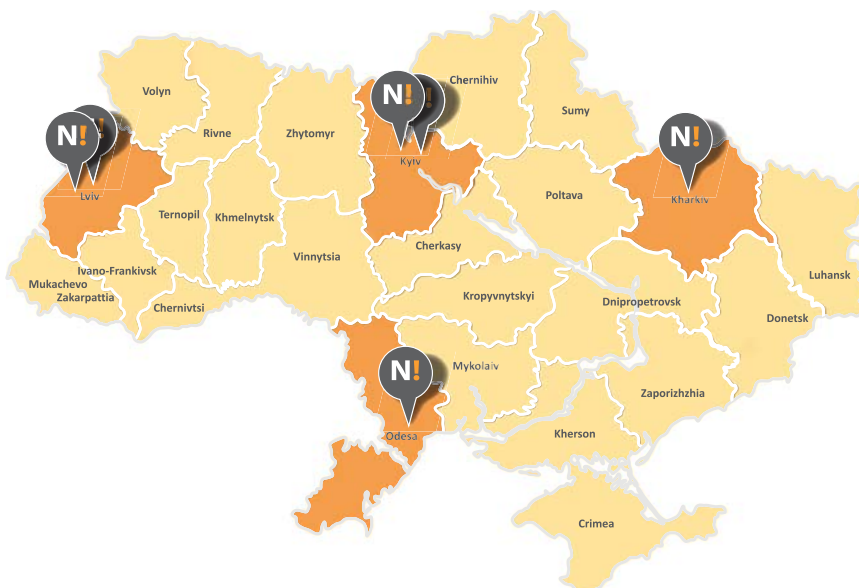 Chernihiv
Volyn
Sumy
N!
N!
!
N!
!
Rivne
Zhytomyr
Kyiv
Lviv
Poltava
Kharkiv
Ternopil
Khmelnytsk
Cherkasy
Vinnytsia
Ivano-Frankivsk
Luhansk
Mukachevo
Zakarpattia
Chernivtsi
Kropyvnytskyi
Dnipropetrovsk
Donetsk
Mykolaiv
N!
Zaporizhzhia
Odesa
Kherson
Crimea